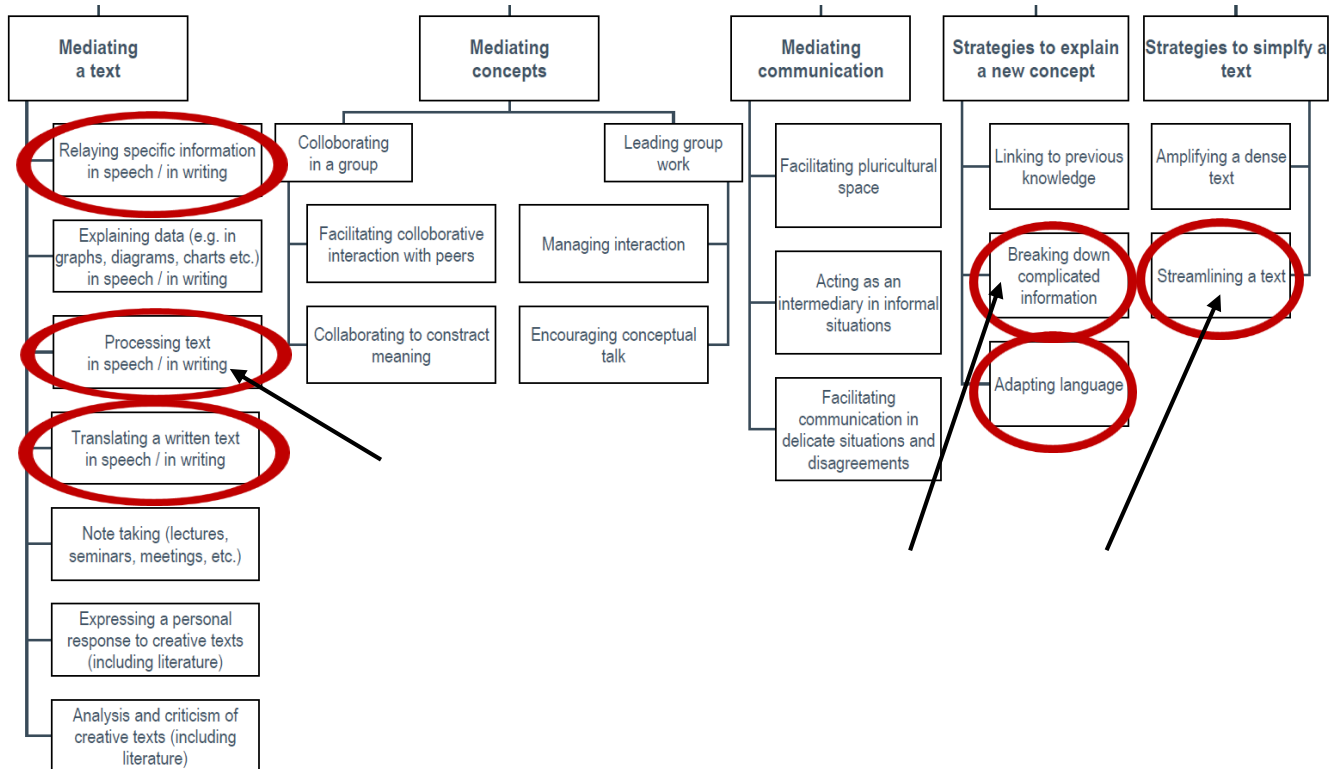 Mediating
a text
Relaying specific information
in speech / in writing
Explaining data (e.g. in
graphs, diagrams, charts etc.)
in speech / in writing
Processing text
in speech / in writing
Translating a written text
in speech / in writing
Note taking (lectures,
seminars, meetings, etc.)
Expressing a personal
response to creative texts
(including literature)
Analysis and criticism of
creative texts (including
literature)
Mediating
concepts
Colloborating
in a group
Facilitating colloborative
interaction with peers
Collaborating to constract
meaning
Leading group
work
Managing interaction
Encouraging conceptual
talk
Mediating
communication
Facilitating pluricultural
space
Acting as an
intermediary in informal
situations
Facilitating
communication in
delicate situations and
disagreements
Strategies to explain
a new concept
Linking to previous
knowledge
Breaking down
complicated
information
Adapting language
Strategies to simplfy a
text
Amplifying a dense
text
Streamlining a text